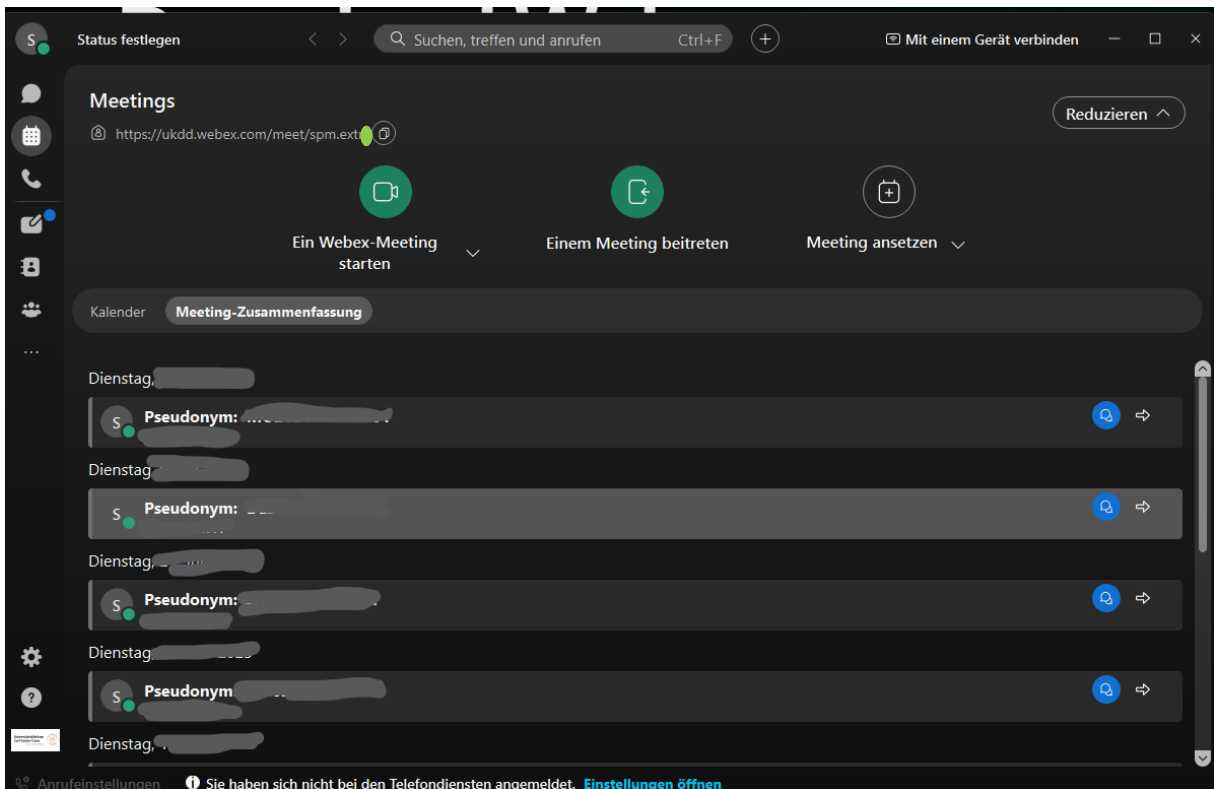 S Status festlegen Suchen, treffen und anrufen Ctrl+F Mit einem Gerät verbinden
Meetings
Reduzieren
https://ukdd.webex.com/meet/spm.extr
Ein Webex-Meeting
starten
Einem Meeting beitreten
Meeting ansetzen
Kalender Meeting-Zusammenfassung
Dienstag,
S Pseudonym:
Dienstag
S Pseudonym:
Dienstag,
S Pseudonym:
Dienstag,
S Pseudonym
Dienstag,
Anrufeinstellungen Sie haben sich nicht bei den Telefondiensten angemeldet. Einstellungen öffnen